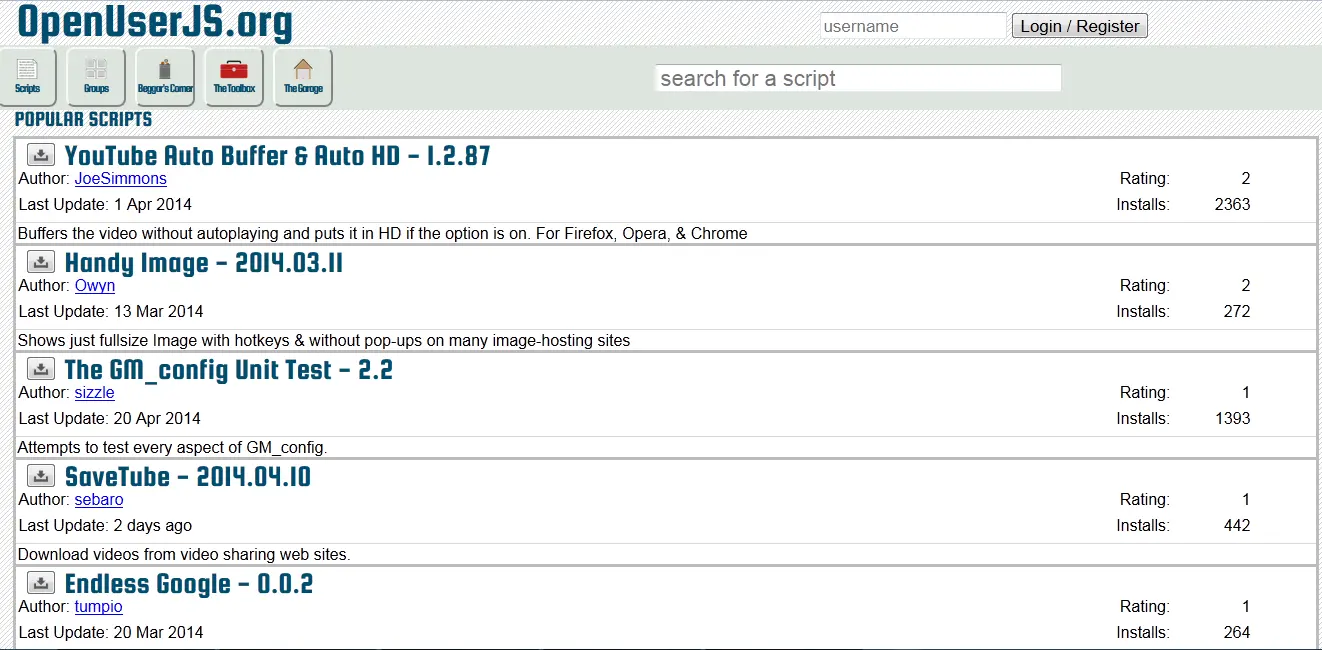 OpenUserJS.org
username
Login / Register
Scripts
Groups
Beggar's Corner
The Toolbox
The Garage
search for a script
POPULAR SCRIPTS
YouTube Auto Buffer & Auto HD - 1.2.87
Author: JoeSimmons
Rating: 2
Last Update: 1 Apr 2014
Installs: 2363
Buffers the video without autoplaying and puts it in HD if the option is on. For Firefox, Opera, & Chrome
Handy Image - 2014.03.11
Author: Owyn
Rating: 2
Last Update: 13 Mar 2014
Installs: 272
Shows just fullsize Image with hotkeys & without pop-ups on many image-hosting sites
The GM_config Unit Test - 2.2
Author: sizzle
Rating: 1
Last Update: 20 Apr 2014
Installs: 1393
Attempts to test every aspect of GM_config.
SaveTube - 2014.04.10
Author: sebaro
Rating: 1
Last Update: 2 days ago
Installs: 442
Download videos from video sharing web sites.
Endless Google - 0.0.2
Author: tumpio
Rating: 1
Last Update: 20 Mar 2014
Installs: 264